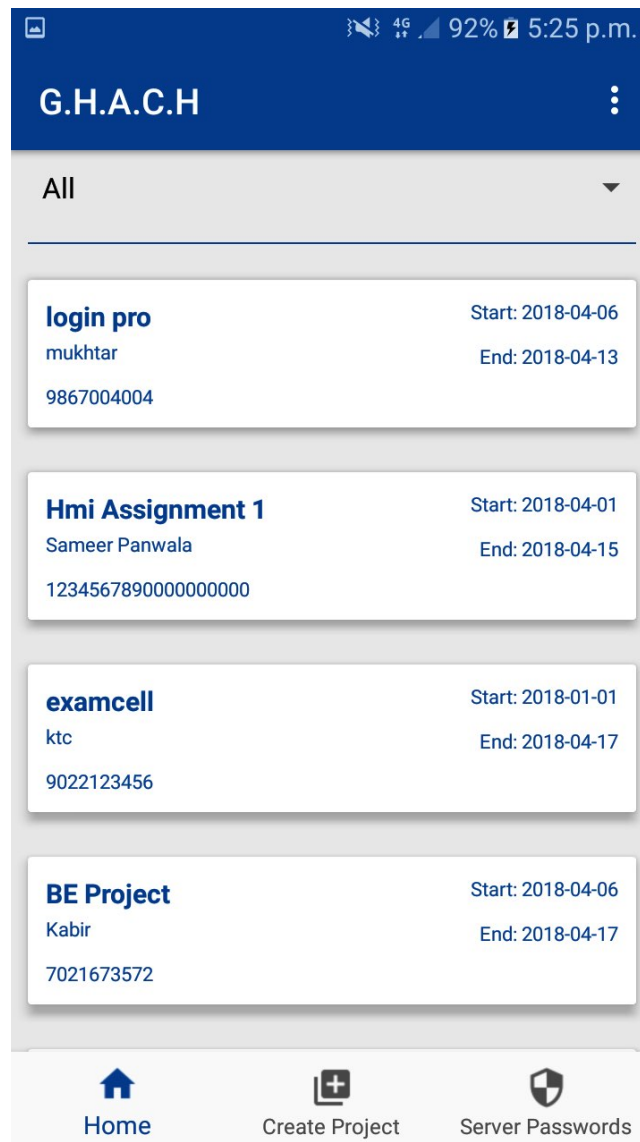 4G 92% 5:25 p.m.
G.H.A.C.H
All
login pro
Start: 2018-04-06
mukhtar
End: 2018-04-13
9867004004
Hmi Assignment 1
Start: 2018-04-01
Sameer Panwala
End: 2018-04-15
1234567890000000000
examcell
Start: 2018-01-01
ktc
End: 2018-04-17
9022123456
BE Project
Start: 2018-04-06
Kabir
End: 2018-04-17
7021673572
Home
Create Project
Server Passwords